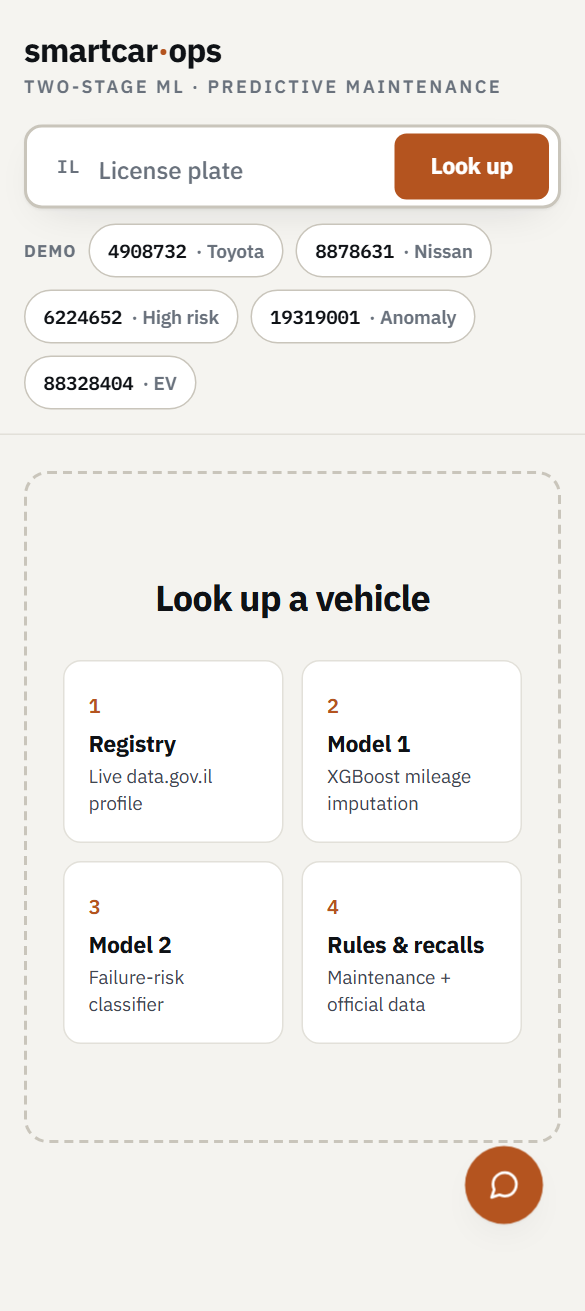 smartcar·ops
TWO-STAGE ML · PREDICTIVE MAINTENANCE
IL License plate Look up
DEMO 4908732 · Toyota 8878631 · Nissan
6224652 · High risk 19319001 · Anomaly
88328404 · EV
Look up a vehicle
1
Registry
Live data.gov.il
profile
2
Model 1
XGBoost mileage
imputation
3
Model 2
Failure-risk
classifier
4
Rules & recalls
Maintenance +
official data